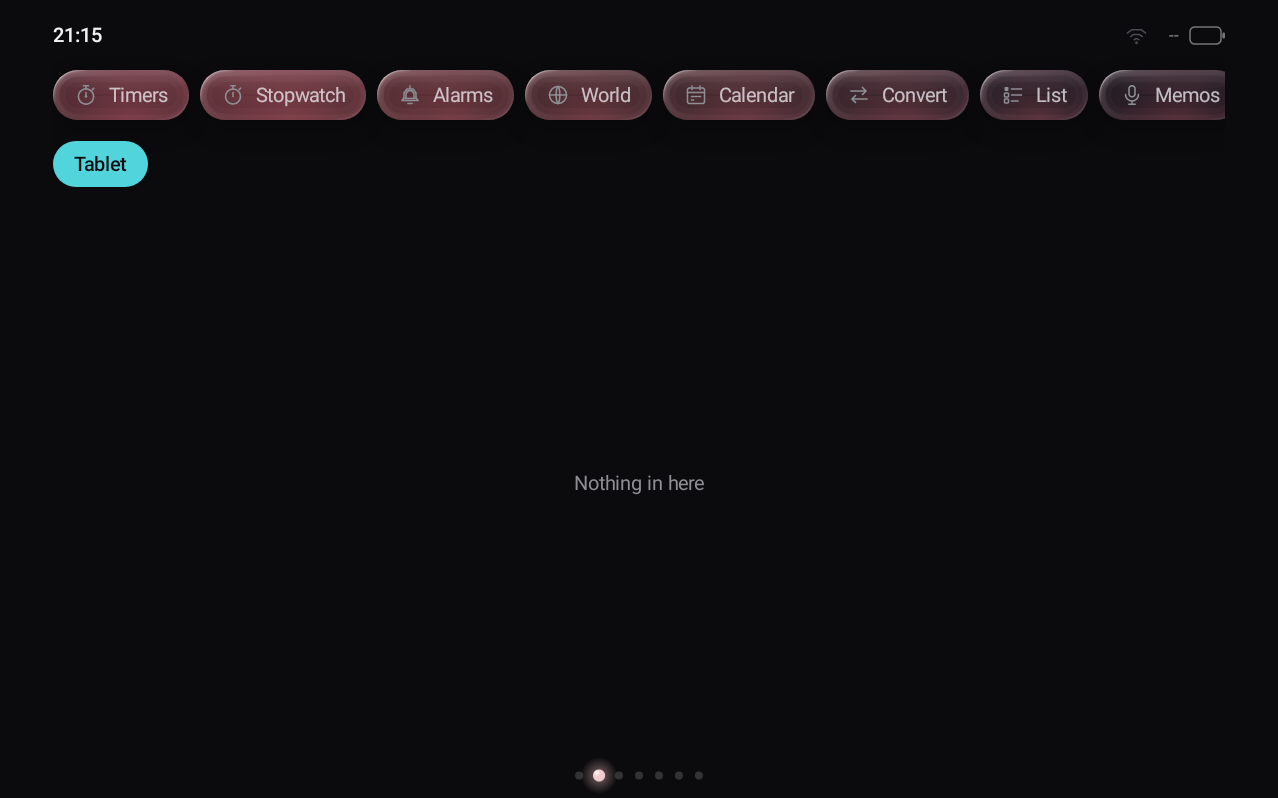 21:15
--
Timers Stopwatch Alarms World Calendar Convert List Memos
Tablet
Nothing in here